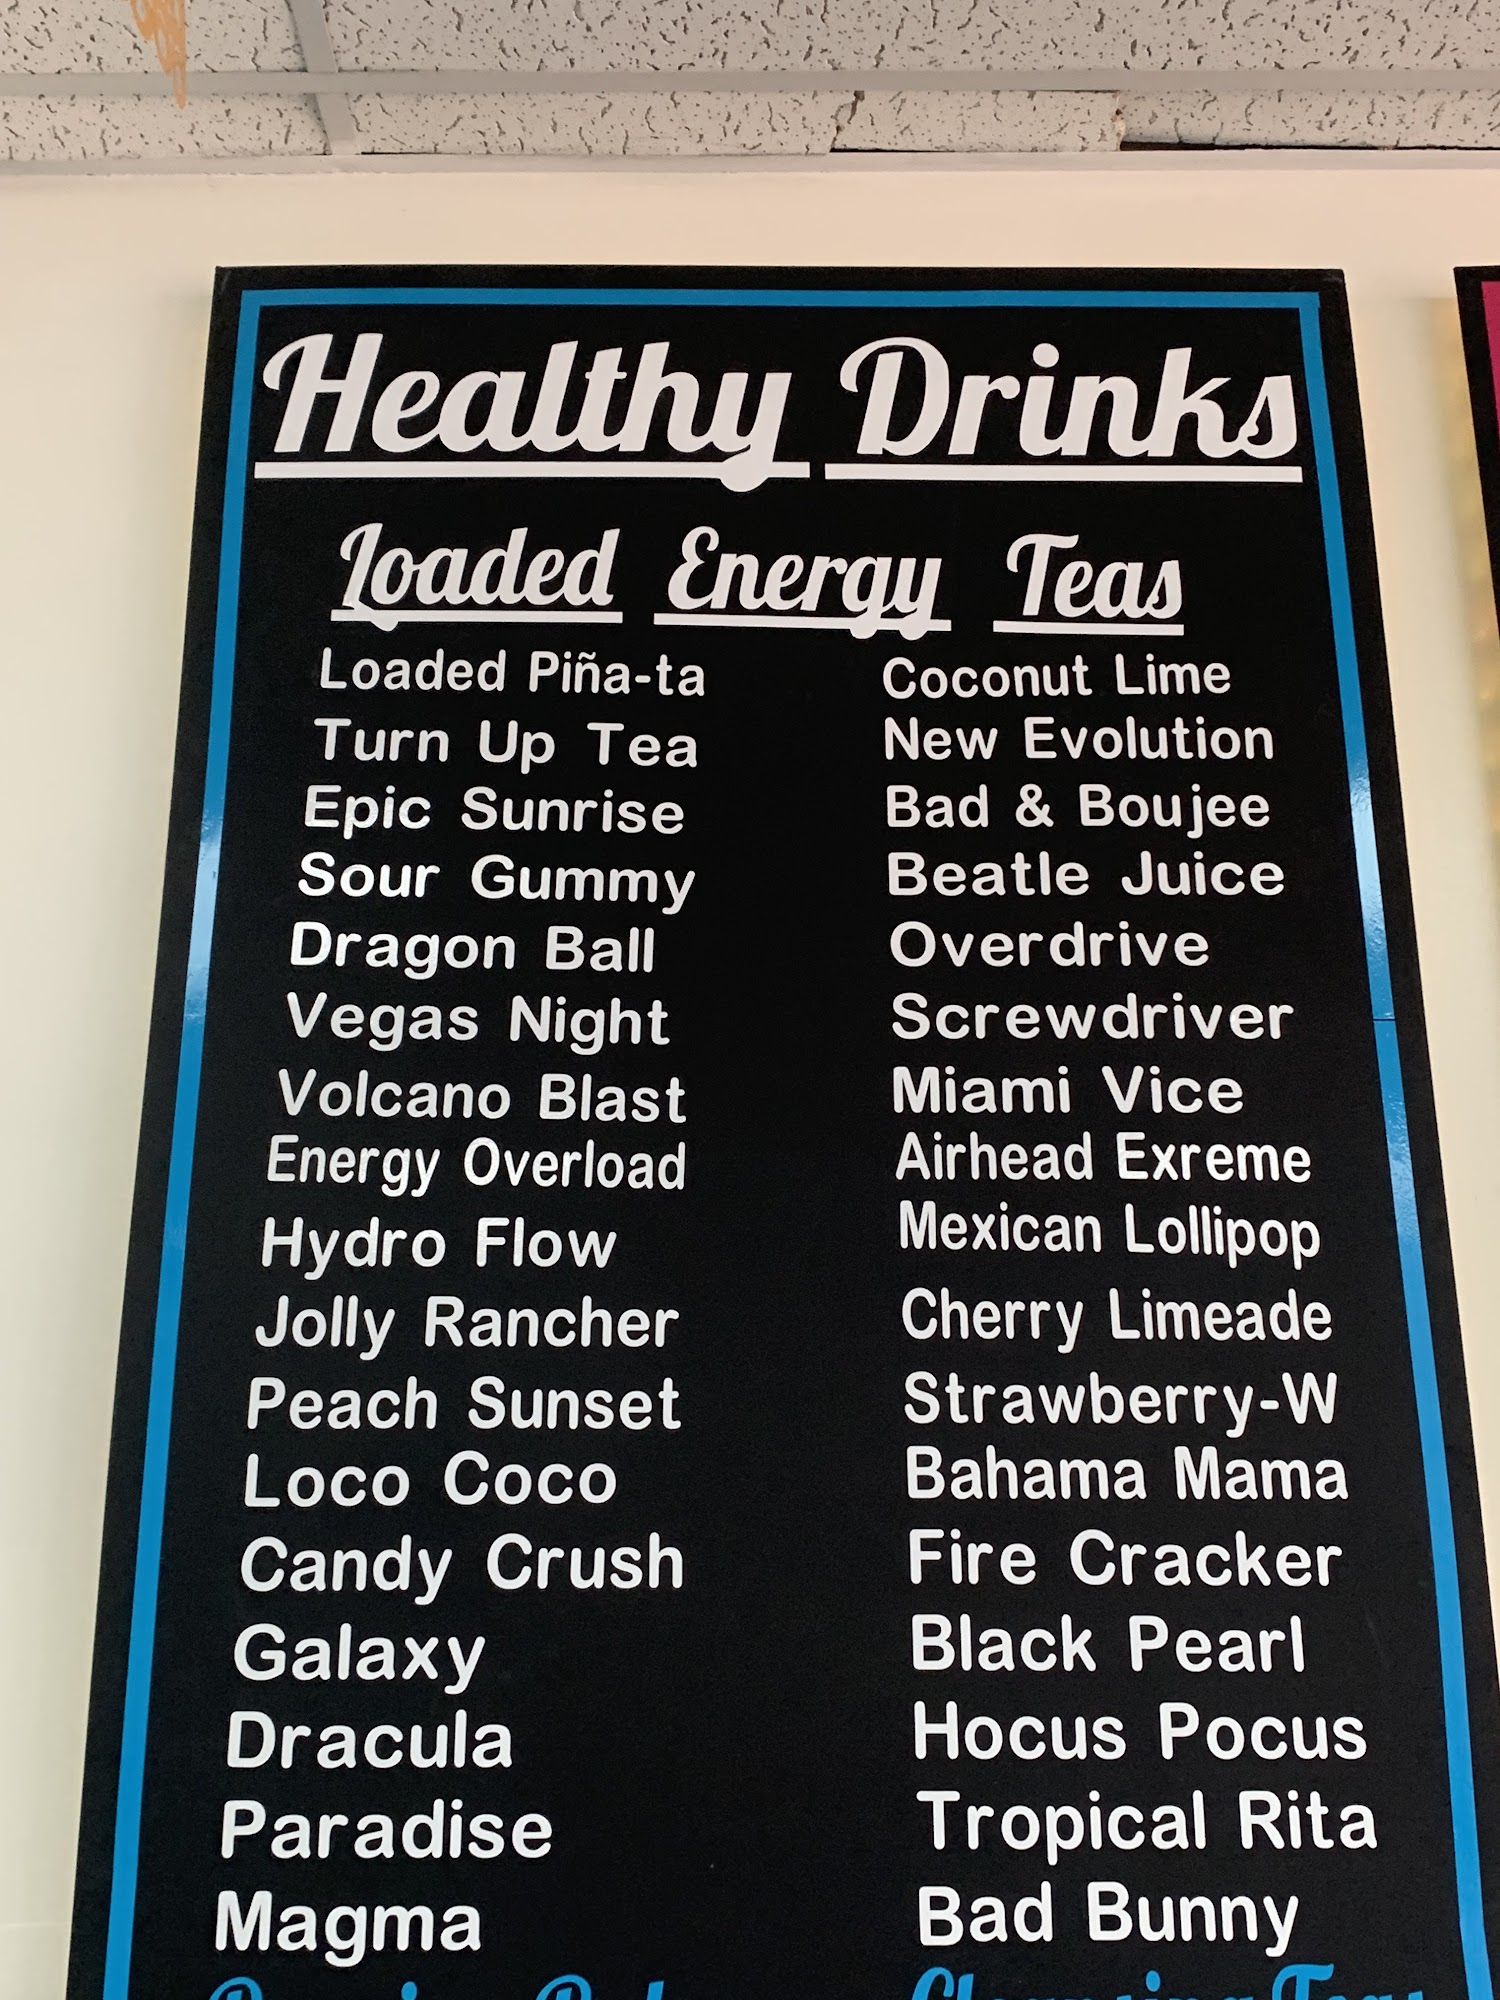 Healthy Drinks
Loaded Energy Teas
Loaded Piña-ta
Turn Up Tea
Epic Sunrise
Sour Gummy
Dragon Ball
Vegas Night
Volcano Blast
Energy Overload
Hydro Flow
Jolly Rancher
Peach Sunset
Loco Coco
Candy Crush
Galaxy
Dracula
Paradise
Magma
Coconut Lime
New Evolution
Bad & Boujee
Beatle Juice
Overdrive
Screwdriver
Miami Vice
Airhead Exreme
Mexican Lollipop
Cherry Limeade
Strawberry-W
Bahama Mama
Fire Cracker
Black Pearl
Hocus Pocus
Tropical Rita
Bad Bunny
Cleansing Teas